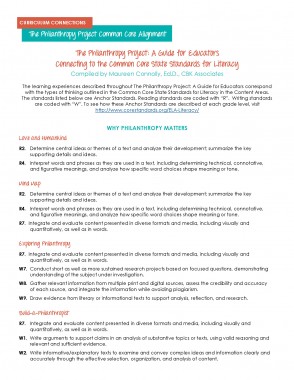 CURRICULUM CONNECTIONS
The Philanthropy Project Common Core Alignment
The Philanthropy Project: A Guide for Educators
Connecting to the Common Core State Standards for Literacy
Compiled by Maureen Connolly, Ed.D., CBK Associates
The learning experiences described throughout The Philanthropy Project: A Guide for Educators correspond
with the types of thinking outlined in the Common Core State Standards for Literacy in the Content Areas.
The standards listed below are Anchor Standards. Reading standards are coded with "R". Writing standards
are coded with "W". To see how these Anchor Standards are described at each grade level, visit
http://www.corestandards.org/ELA-Literacy/
WHY PHILANTHROPY MATTERS
Love and Humankind
R2. Determine central ideas or themes of a text and analyze their development; summarize the key
supporting details and ideas.
R4. Interpret words and phrases as they are used in a text, including determining technical, connotative,
and figurative meanings, and analyze how specific word choices shape meaning or tone.
Word Map
R2. Determine central ideas or themes of a text and analyze their development; summarize the key
supporting details and ideas.
R4. Interpret words and phrases as they are used in a text, including determining technical, connotative,
and figurative meanings, and analyze how specific word choices shape meaning or tone.
R7. Integrate and evaluate content presented in diverse formats and media, including visually and
quantitatively, as well as in words.
Exploring Philanthropy
R7. Integrate and evaluate content presented in diverse formats and media, including visually and
quantitatively, as well as in words.
W7. Conduct short as well as more sustained research projects based on focused questions, demonstrating
understanding of the subject under investigation.
W8. Gather relevant information from multiple print and digital sources, assess the credibility and accuracy
of each source, and integrate the information while avoiding plagiarism.
W9. Draw evidence from literary or informational texts to support analysis, reflection, and research.
Build-a-Philanthropist
R7. Integrate and evaluate content presented in diverse formats and media, including visually and
quantitatively, as well as in words.
W1. Write arguments to support claims in an analysis of substantive topics or texts, using valid reasoning and
relevant and sufficient evidence.
W2. Write informative/explanatory texts to examine and convey complex ideas and information clearly and
accurately through the effective selection, organization, and analysis of content.